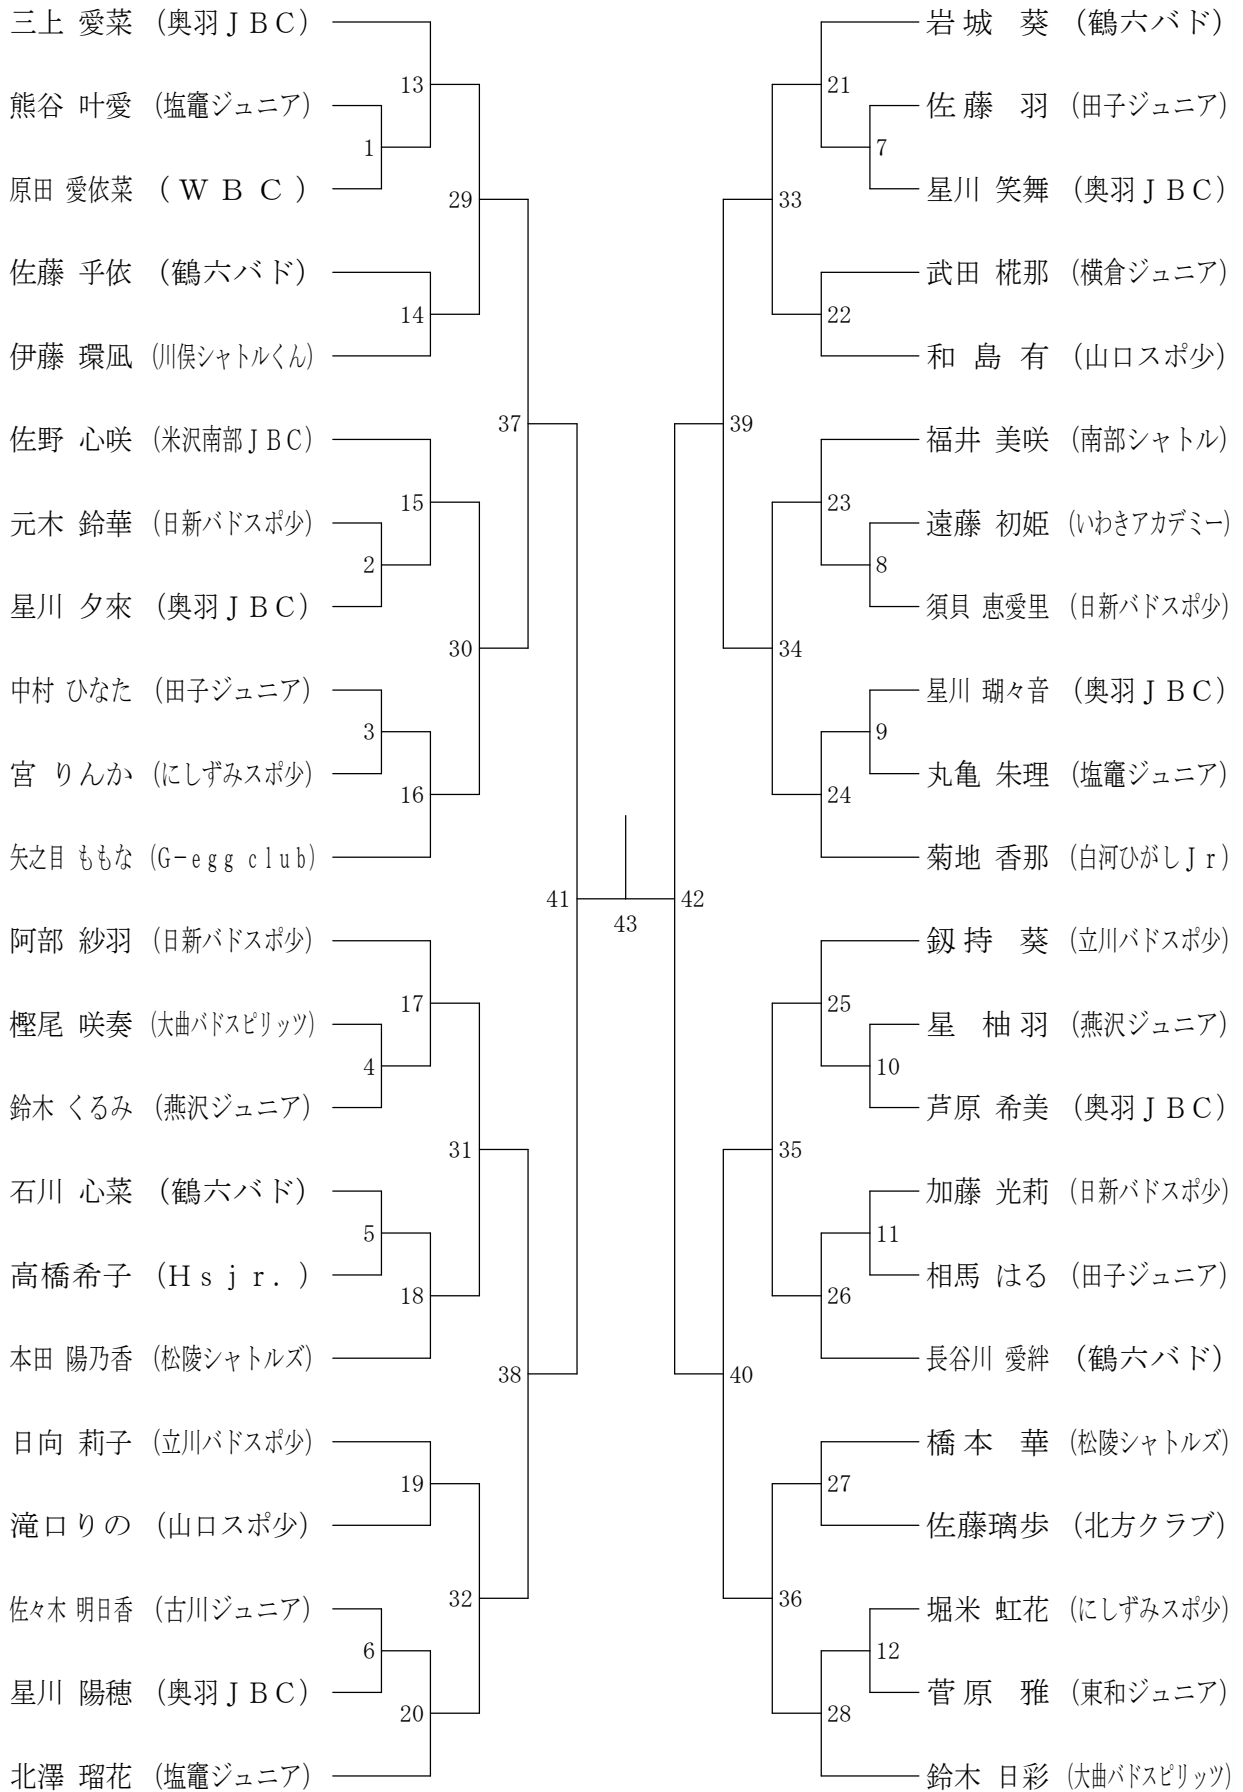 三上 愛菜 (奥羽ＪＢＣ)
13
熊谷 叶愛 (塩竈ジュニア)
1
原田 愛依菜 (ＷＢＣ)
29
佐藤 乎依 (鶴六バド)
14
伊藤 環凪 (川俣シャトルくん)
37
佐野 心咲 (米沢南部ＪＢＣ)
15
元木 鈴華 (日新バドスポ少)
2
星川 夕來 (奥羽ＪＢＣ)
30
中村 ひなた (田子ジュニア)
3
宮 りんか (にしずみスポ少)
16
矢之目 ももな (G-egg club)
41
阿部 紗羽 (日新バドスポ少)
17
樫尾 咲奏 (大曲バドスピリッツ)
4
鈴木 くるみ (燕沢ジュニア)
31
石川 心菜 (鶴六バド)
5
高橋希子 (Ｈｓｊｒ．)
18
本田 陽乃香 (松陵シャトルズ)
38
日向 莉子 (立川バドスポ少)
19
滝口りの (山口スポ少)
32
佐々木 明日香 (古川ジュニア)
6
星川 陽穂 (奥羽ＪＢＣ)
20
北澤 瑠花 (塩竈ジュニア)
43
岩城 葵 (鶴六バド)
21
佐藤 羽 (田子ジュニア)
7
星川 笑舞 (奥羽ＪＢＣ)
33
武田 椛那 (横倉ジュニア)
22
和島有 (山口スポ少)
39
福井 美咲 (南部シャトル)
23
遠藤 初姫 (いわきアカデミー)
8
須貝 恵愛里 (日新バドスポ少)
34
星川 瑚々音 (奥羽ＪＢＣ)
9
丸亀 朱理 (塩竈ジュニア)
24
菊地 香那 (白河ひがしＪｒ)
42
釼持 葵 (立川バドスポ少)
25
星 柚羽 (燕沢ジュニア)
10
芦原 希美 (奥羽ＪＢＣ)
35
加藤 光莉 (日新バドスポ少)
11
相馬 はる (田子ジュニア)
26
長谷川 愛絆 (鶴六バド)
40
橋本 華 (松陵シャトルズ)
27
佐藤璃歩 (北方クラブ)
36
堀米 虹花 (にしずみスポ少)
12
菅原 雅 (東和ジュニア)
28
鈴木 日彩 (大曲バドスピリッツ)